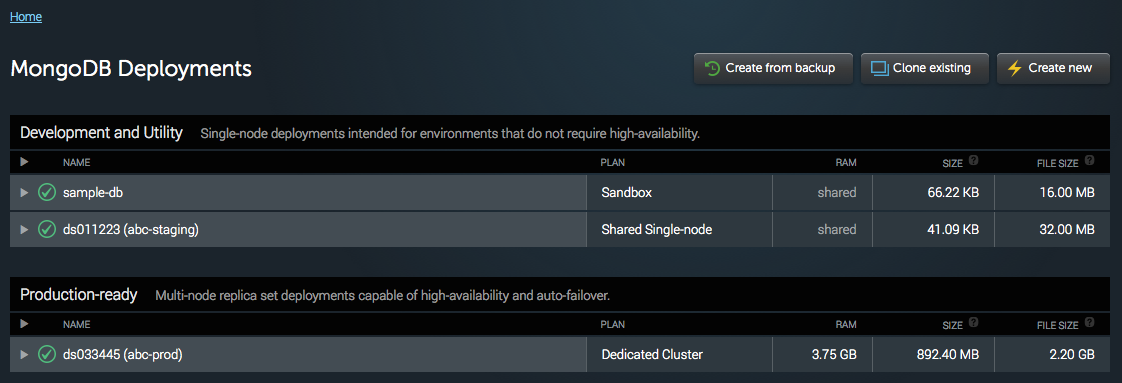 Home
MongoDB Deployments
Create from backup Clone existing Create new
Development and Utility Single-node deployments intended for environments that do not require high-availability.
NAME PLAN RAM SIZE ? FILE SIZE ?
sample-db Sandbox shared 66.22 KB 16.00 MB
ds011223 (abc-staging) Shared Single-node shared 41.09 KB 32.00 MB
Production-ready Multi-node replica set deployments capable of high-availability and auto-failover.
NAME PLAN RAM SIZE ? FILE SIZE ?
ds033445 (abc-prod) Dedicated Cluster 3.75 GB 892.40 MB 2.20 GB